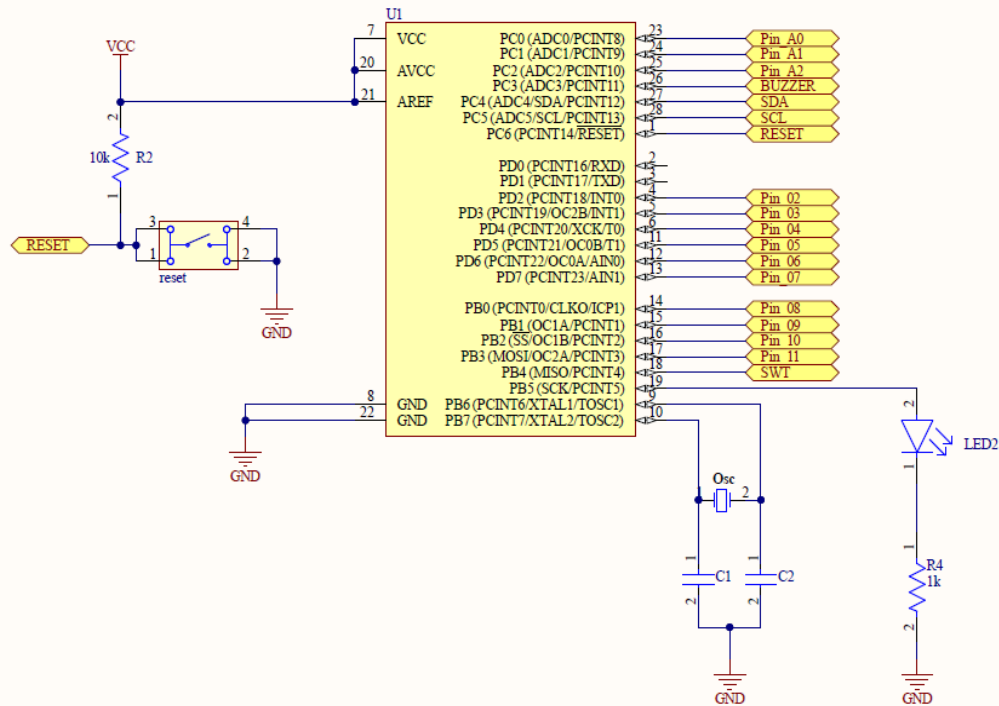 U1
VCC
7 VCC
20 AVCC
21 AREF
PC0 (ADC0/PCINT8) 23 Pin_A0
PC1 (ADC1/PCINT9) 24 Pin_A1
PC2 (ADC2/PCINT10) 25 Pin_A2
PC3 (ADC3/PCINT11) 26 BUZZER
PC4 (ADC4/SDA/PCINT12) 27 SDA
PC5 (ADC5/SCL/PCINT13) 28 SCL
PC6 (PCINT14/RESET) 1 RESET
PD0 (PCINT16/RXD) 2
PD1 (PCINT17/TXD) 3
PD2 (PCINT18/INT0) 4 Pin_02
PD3 (PCINT19/OC2B/INT1) 5 Pin_03
PD4 (PCINT20/XCK/T0) 6 Pin_04
PD5 (PCINT21/OC0B/T1) 11 Pin_05
PD6 (PCINT22/OC0A/AIN0) 12 Pin_06
PD7 (PCINT23/AIN1) 13 Pin_07
PB0 (PCINT0/CLKO/ICP1) 14 Pin_08
PB1 (OC1A/PCINT1) 15 Pin_09
PB2 (SS/OC1B/PCINT2) 16 Pin_10
PB3 (MOSI/OC2A/PCINT3) 17 Pin_11
PB4 (MISO/PCINT4) 18 SWT
PB5 (SCK/PCINT5) 19
8 GND PB6 (PCINT6/XTAL1/TOSC1) 9
22 GND PB7 (PCINT7/XTAL2/TOSC2) 10
2
10k R2
1
RESET
3 4
1 2
reset
GND
GND
2
LED2
1
Osc
1 2
1 1
C1 C2
2 2
GND
1
R4
1k
2
GND